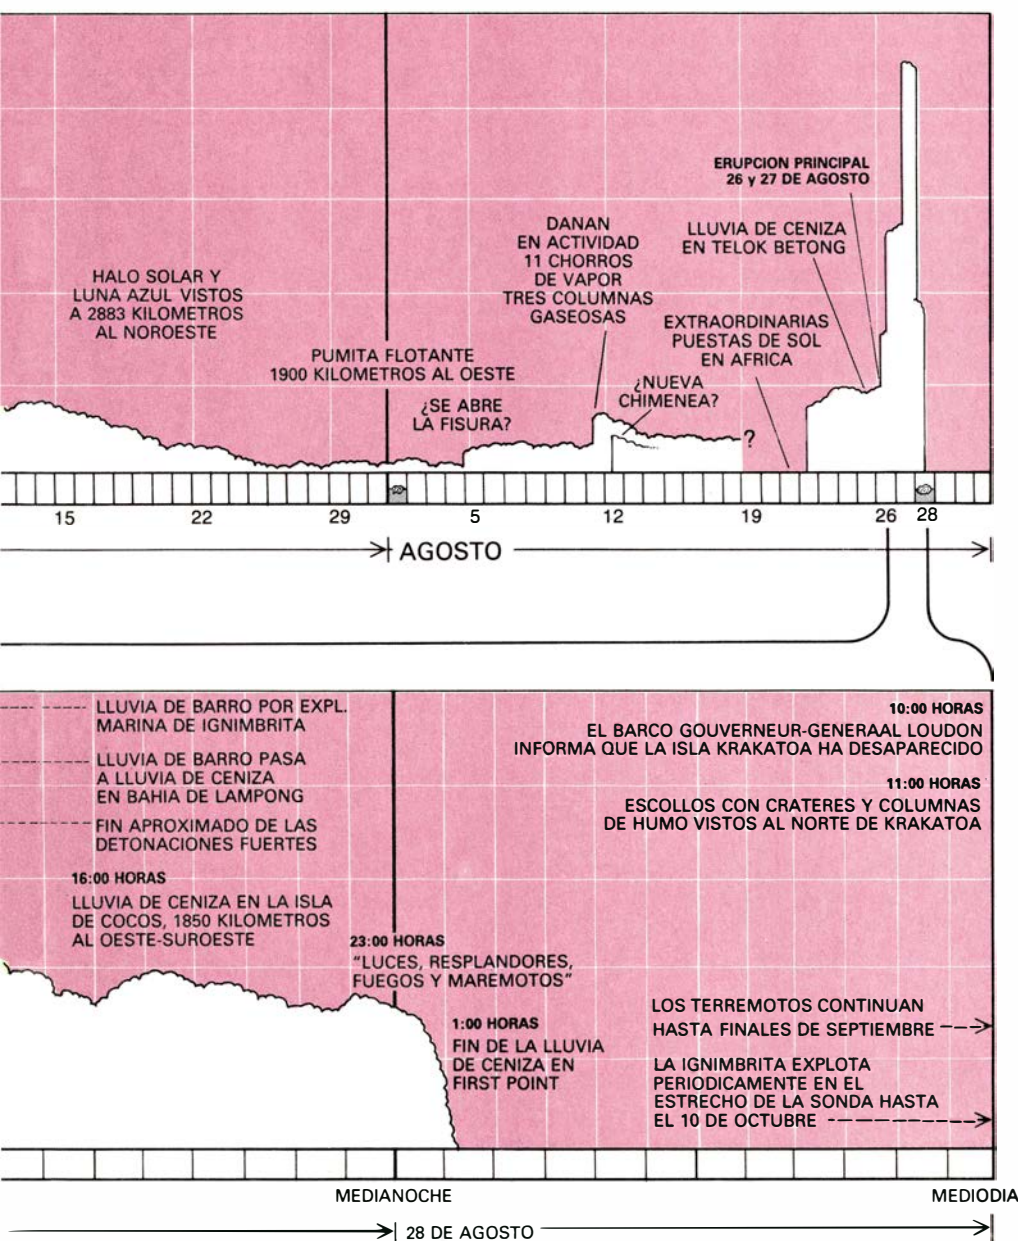 ERUPCION PRINCIPAL
26 y 27 DE AGOSTO
DANAN
EN ACTIVIDAD
11 CHORROS
DE VAPOR
TRES COLUMNAS
GASEOSAS
LLUVIA DE CENIZA
EN TELOK BETONG
HALO SOLAR Y
LUNA AZUL VISTOS
A 2883 KILOMETROS
AL NOROESTE
EXTRAORDINARIAS
PUESTAS DE SOL
EN AFRICA
PUMITA FLOTANTE
1900 KILOMETROS AL OESTE
¿NUEVA
CHIMENEA?
¿SE ABRE
LA FISURA?
?
15 22 29 5 12 19 26 28
AGOSTO
LLUVIA DE BARRO POR EXPL.
MARINA DE IGNIMBRITA
LLUVIA DE BARRO PASA
A LLUVIA DE CENIZA
EN BAHIA DE LAMPONG
FIN APROXIMADO DE LAS
DETONACIONES FUERTES
16:00 HORAS
LLUVIA DE CENIZA EN LA ISLA
DE COCOS, 1850 KILOMETROS
AL OESTE-SUROESTE
23:00 HORAS
"LUCES, RESPLANDORES,
FUEGOS Y MAREMOTOS"
1:00 HORAS
FIN DE LA LLUVIA
DE CENIZA EN
FIRST POINT
10:00 HORAS
EL BARCO GOUVERNEUR-GENERAAL LOUDON
INFORMA QUE LA ISLA KRAKATOA HA DESAPARECIDO
11:00 HORAS
ESCOLLOS CON CRATERES Y COLUMNAS
DE HUMO VISTOS AL NORTE DE KRAKATOA
LOS TERREMOTOS CONTINUAN
HASTA FINALES DE SEPTIEMBRE
LA IGNIMBRITA EXPLOTA
PERIODICAMENTE EN EL
ESTRECHO DE LA SONDA HASTA
EL 10 DE OCTUBRE
MEDIANOCHE MEDIODIA
28 DE AGOSTO